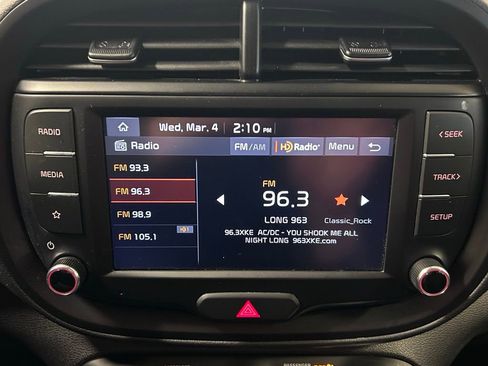 Wed, Mar. 4 2:10 PM
RADIO
MEDIA
Radio FM/AM HD Radio Menu
FM 93.3
FM 96.3
FM 98.9
FM 105.1 HD1
FM
96.3
LONG 963 Classic_Rock
96.3XKE AC/DC - YOU SHOOK ME ALL
NIGHT LONG 963XKE.com
< SEEK
TRACK >
SETUP
PASSENGER